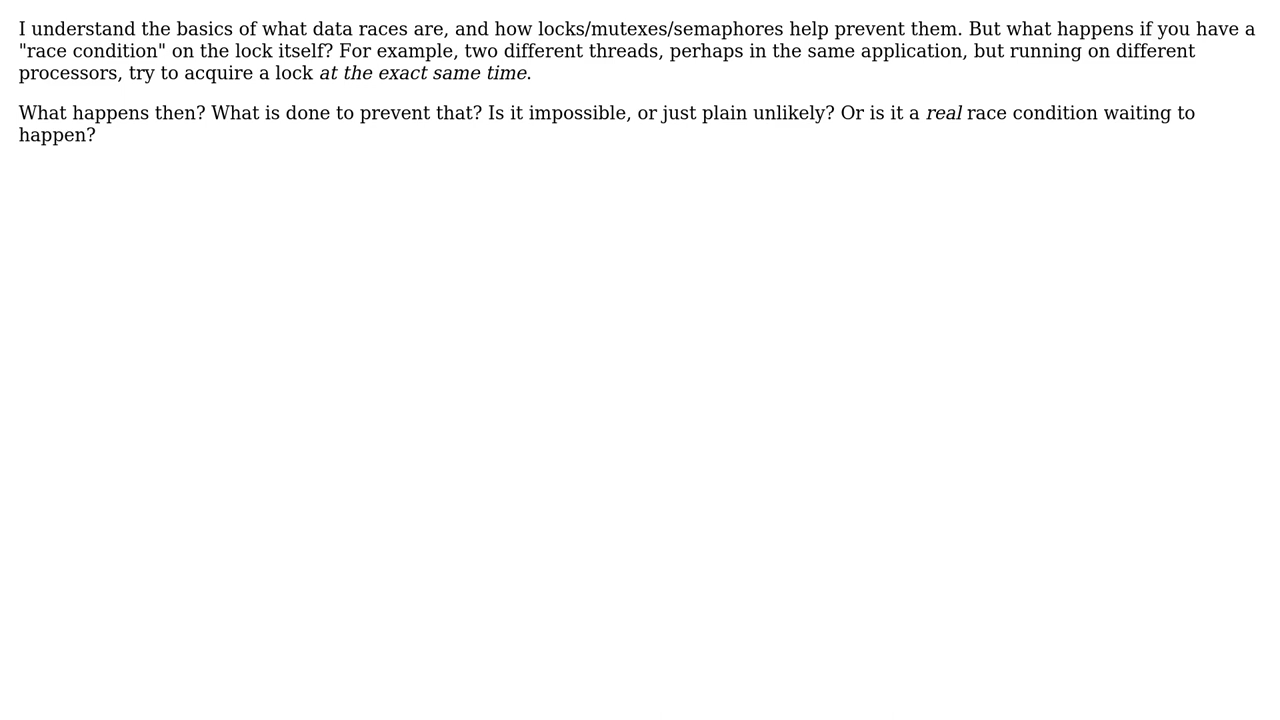 I understand the basics of what data races are, and how locks/mutexes/semaphores help prevent them. But what happens if you have a
"race condition" on the lock itself? For example, two different threads, perhaps in the same application, but running on different
processors, try to acquire a lock at the exact same time.
What happens then? What is done to prevent that? Is it impossible, or just plain unlikely? Or is it a real race condition waiting to
happen?